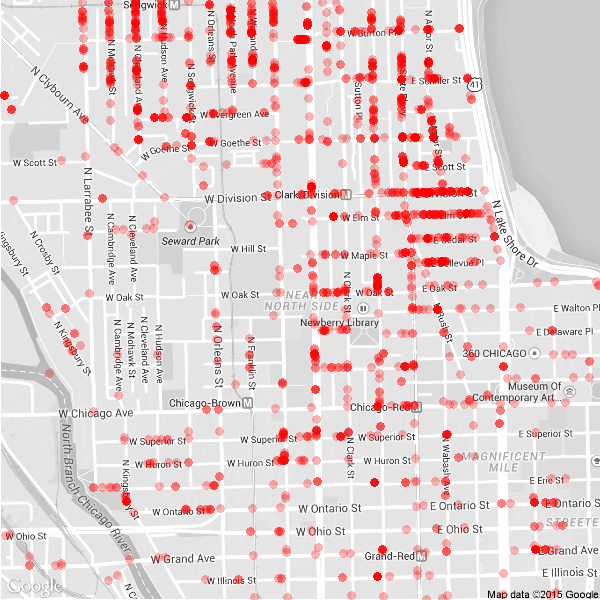 Sedgwick M
N Orleans St
N Hudson Ave
N Cleveland Ave
W Burton Pl
N Clybourn Ave
E Schiller St
41
Sutton Pl
W Evergreen Ave
N Sedgwick St
W Goethe St
W Goethe St
W Scott St
E Scott St
N Larrabee St
W Division St
Clark/Division M
W Elm St
Elm St
N Cambridge Ave
N Cleveland Ave
Seward Park
N Lake Shore Dr
N Crosby St
Kingsbury St
W Hill St
E Cedar St
W Maple St
E Bellevue Pl
W Oak St
W Oak St
W Oak St
E Oak St
NEAR
NORTH SIDE
N Clark St
E Walton Pl
N Rush St
Newberry Library
E Delaware Pl
N Kingsbury St
N Cambridge Ave
N Mohawk St
N Cleveland Ave
N Hudson Ave
N Orleans St
N Franklin St
360 CHICAGO
Museum Of
Contemporary Art...
Chicago-Brown M
W Chicago Ave
Chicago-Red M
W Superior St
W Superior St
W Superior St
E Superior St
N Clark St
N Wabash Ave
MAGNIFICENT
MILE
W Huron St
W Huron St
W Huron St
North Branch Chicago River
N Kingsbury St
E Erie St
W Ontario St
W Ontario St
E Ontario St
E Ontario S
W Ohio St
W Ohio St
E Ohio St
STREETE
W Grand Ave
Grand-Red M
E Grand Ave
W Illinois St
E Illinois St
Google
Map data ©2015 Google